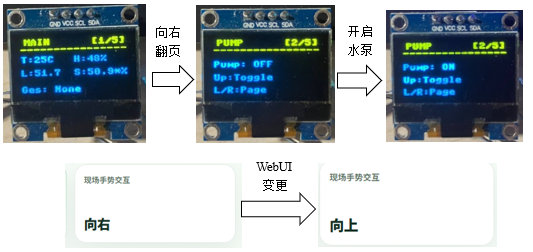 GND VCC SCL SDA
MAIN [1/5]
T:25C H:48%
L:51.7 S:50.9m%
Ges: None
向右
翻页
GND VCC SCL SDA
PUMP [2/5]
Pump: OFF
Up:Toggle
L/R:Page
开启
水泵
GND VCC SCL SDA
PUMP [2/5]
Pump: ON
Up:Toggle
L/R:Page
现场手势交互
向右
WebUI
变更
现场手势交互
向上